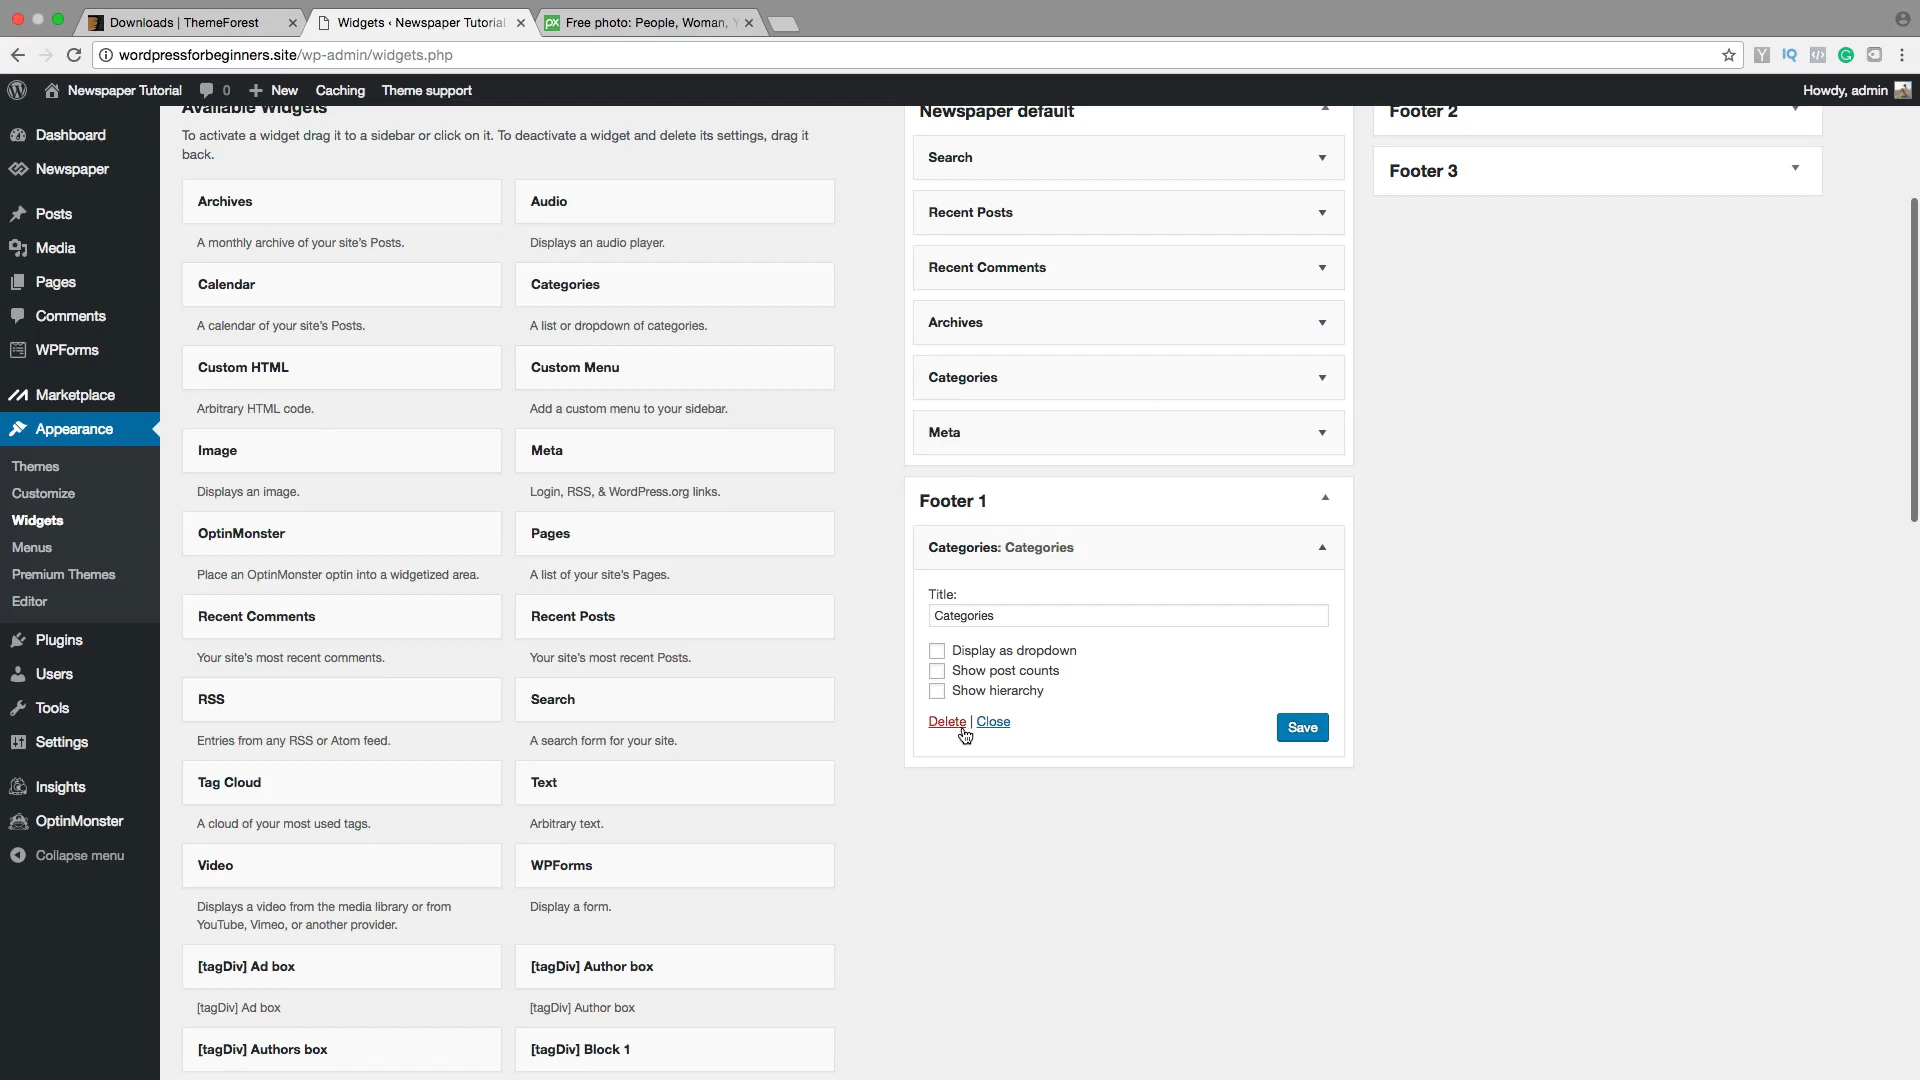 Downloads | ThemeForest
Widgets ‹ Newspaper Tutorial
Free photo: People, Woman,
wordpressforbeginners.site/wp-admin/widgets.php
Newspaper Tutorial
0
New
Caching
Theme support
Howdy, admin
Dashboard
Newspaper
Posts
Media
Pages
Comments
WPForms
Marketplace
Appearance
Themes
Customize
Widgets
Menus
Premium Themes
Editor
Plugins
Users
Tools
Settings
Insights
OptinMonster
Collapse menu
Available Widgets
To activate a widget drag it to a sidebar or click on it. To deactivate a widget and delete its settings, drag it
back.
Archives
A monthly archive of your site's Posts.
Audio
Displays an audio player.
Calendar
A calendar of your site's Posts.
Categories
A list or dropdown of categories.
Custom HTML
Arbitrary HTML code.
Custom Menu
Add a custom menu to your sidebar.
Image
Displays an image.
Meta
Login, RSS, & WordPress.org links.
OptinMonster
Place an OptinMonster optin into a widgetized area.
Pages
A list of your site's Pages.
Recent Comments
Your site's most recent comments.
Recent Posts
Your site's most recent Posts.
RSS
Entries from any RSS or Atom feed.
Search
A search form for your site.
Tag Cloud
A cloud of your most used tags.
Text
Arbitrary text.
Video
Displays a video from the media library or from
YouTube, Vimeo, or another provider.
WPForms
Display a form.
[tagDiv] Ad box
[tagDiv] Ad box
[tagDiv] Author box
[tagDiv] Author box
[tagDiv] Authors box
[tagDiv] Block 1
Newspaper default
Search
Recent Posts
Recent Comments
Archives
Categories
Meta
Footer 1
Categories: Categories
Title:
Categories
Display as dropdown
Show post counts
Show hierarchy
Delete | Close
Save
Footer 2
Footer 3